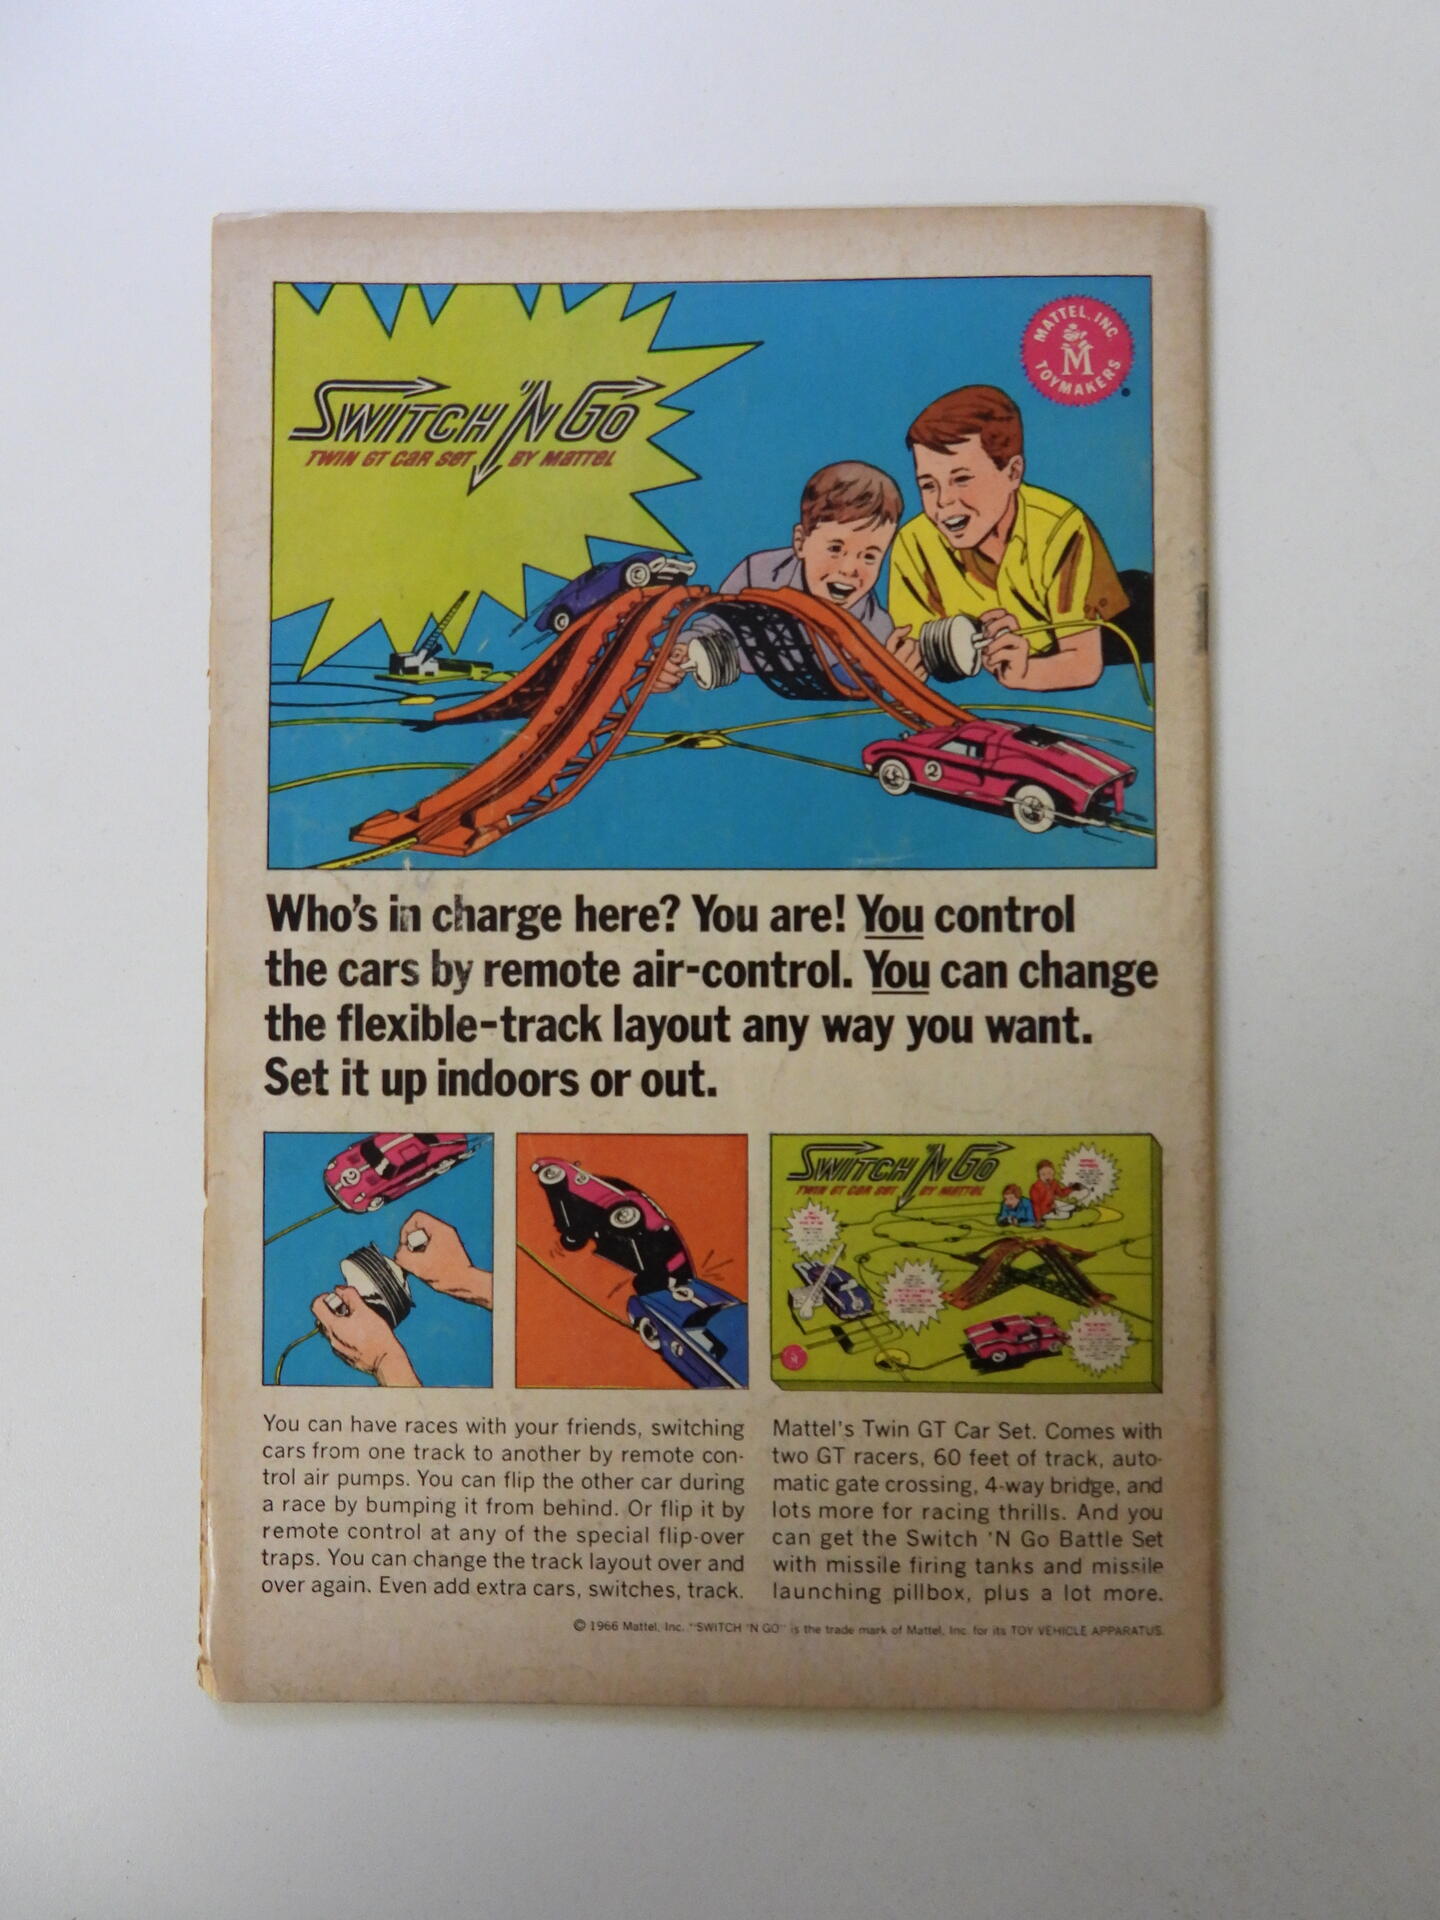 SWITCH 'N GO
TWIN GT CAR SET BY MATTEL
MATTEL, INC.
M
TOYMAKERS
2
Who's in charge here? You are! You control
the cars by remote air-control. You can change
the flexible-track layout any way you want.
Set it up indoors or out.
2
SWITCH 'N GO
TWIN GT CAR SET BY MATTEL
You can have races with your friends, switching
cars from one track to another by remote con-
trol air pumps. You can flip the other car during
a race by bumping it from behind. Or flip it by
remote control at any of the special flip-over
traps. You can change the track layout over and
over again. Even add extra cars, switches, track.
Mattel's Twin GT Car Set. Comes with
two GT racers, 60 feet of track, auto-
matic gate crossing, 4-way bridge, and
lots more for racing thrills. And you
can get the Switch 'N Go Battle Set
with missile firing tanks and missile
launching pillbox, plus a lot more.
© 1966 Mattel, Inc. "SWITCH 'N GO" is the trade mark of Mattel, Inc. for its TOY VEHICLE APPARATUS.